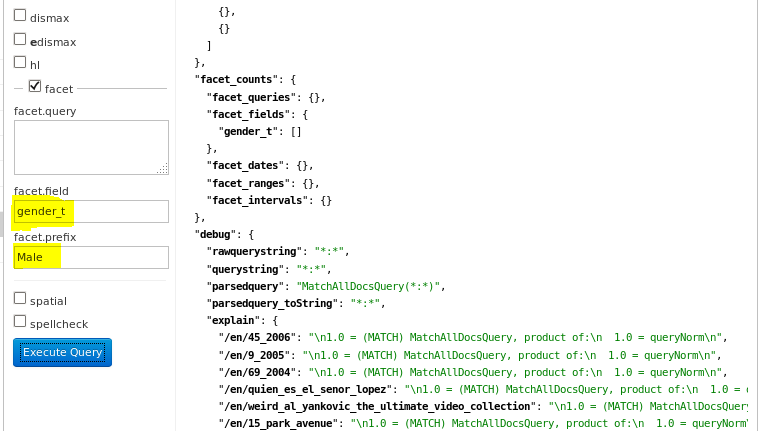 dismax
edismax
hl
facet
facet.query
facet.field
gender_t
facet.prefix
Male
spatial
spellcheck
Execute Query
{},
{}
]
},
"facet_counts": {
"facet_queries": {},
"facet_fields": {
"gender_t": []
},
"facet_dates": {},
"facet_ranges": {},
"facet_intervals": {}
},
"debug": {
"rawquerystring": "*:*",
"querystring": "*:*",
"parsedquery": "MatchAllDocsQuery(*:*)",
"parsedquery_toString": "*:*",
"explain": {
"/en/45_2006": "\n1.0 = (MATCH) MatchAllDocsQuery, product of:\n  1.0 = queryNorm\n",
"/en/9_2005": "\n1.0 = (MATCH) MatchAllDocsQuery, product of:\n  1.0 = queryNorm\n",
"/en/69_2004": "\n1.0 = (MATCH) MatchAllDocsQuery, product of:\n  1.0 = queryNorm\n",
"/en/quien_es_el_senor_lopez": "\n1.0 = (MATCH) MatchAllDocsQuery, product of:\n  1.0 =
"/en/weird_al_yankovic_the_ultimate_video_collection": "\n1.0 = (MATCH) MatchAllDocsQuery
"/en/15_park_avenue": "\n1.0 = (MATCH) MatchAllDocsQuery, product of:\n  1.0 = queryNorm\